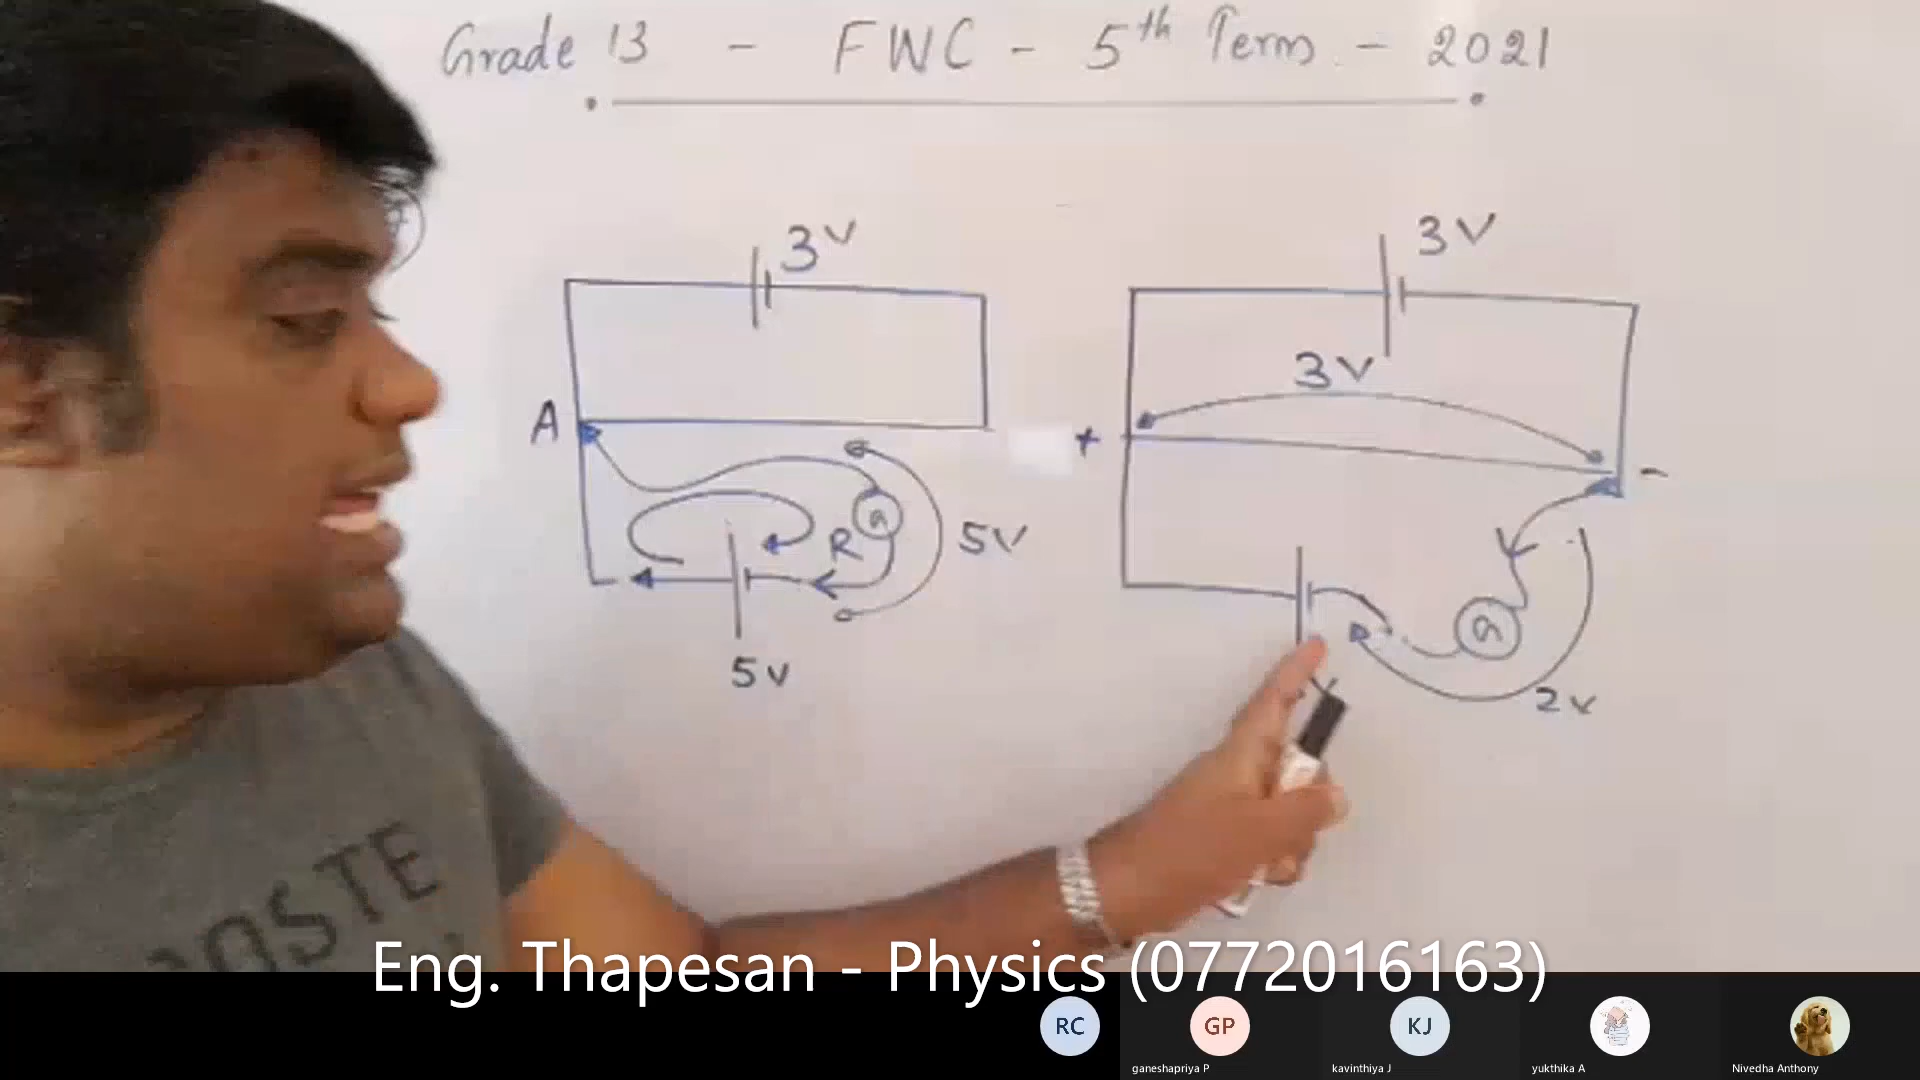 Grade 13 - FWC - 5th Term - 2021
3V
3V
3V
A
+
-
G
R
5V
G
5V
2V
OSTE
Eng. Thapesan - Physics (0772016163)
RC
GP
KJ
ganeshapriya P
kavinthiya J
yukthika A
Nivedha Anthony